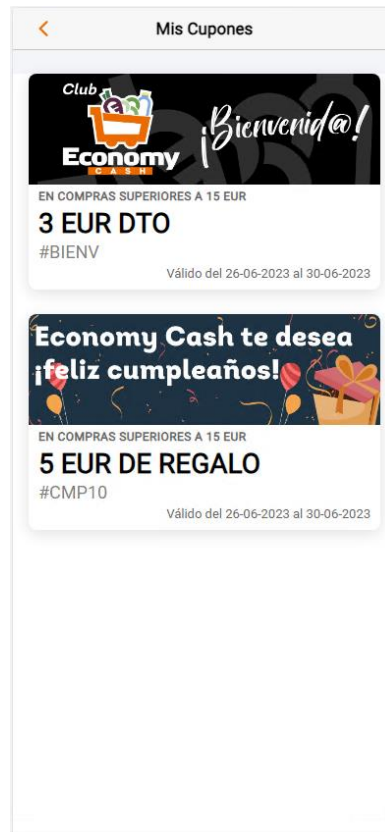 Mis Cupones
Club
Economy
CASH
¡Bienvenid@!
EN COMPRAS SUPERIORES A 15 EUR
3 EUR DTO
#BIENV
Válido del 26-06-2023 al 30-06-2023
Economy Cash te desea
¡feliz cumpleaños!
EN COMPRAS SUPERIORES A 15 EUR
5 EUR DE REGALO
#CMP10
Válido del 26-06-2023 al 30-06-2023